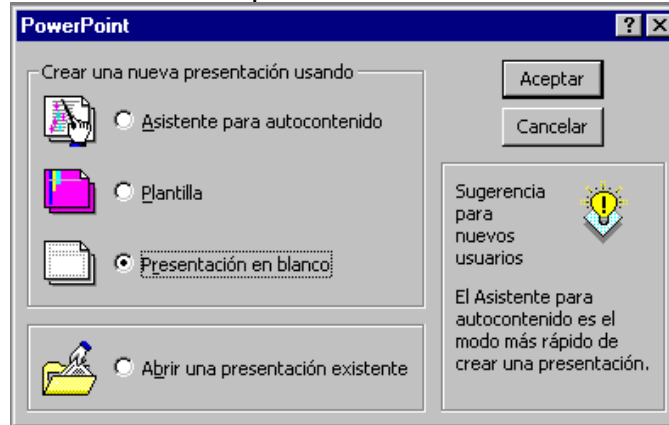 PowerPoint
Crear una nueva presentación usando
Asistente para autocontenido
Plantilla
Presentación en blanco
Abrir una presentación existente
Aceptar
Cancelar
Sugerencia
para
nuevos
usuarios
El Asistente para
autocontenido es el
modo más rápido de
crear una presentación.